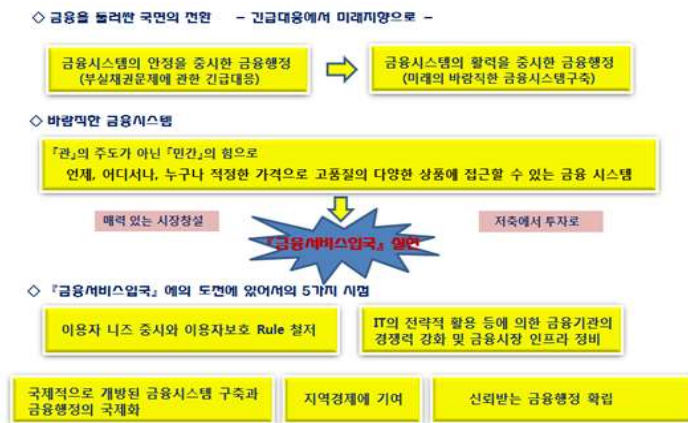 ◇ 금융을 둘러싼 국면의 전환 – 긴급대응에서 미래지향으로 –
금융시스템의 안정을 중시한 금융행정
(부실채권문제에 관한 긴급대응)
금융시스템의 활력을 중시한 금융행정
(미래의 바람직한 금융시스템구축)
◇ 바람직한 금융시스템
『관』의 주도가 아닌 『민간』의 힘으로
언제, 어디서나, 누구나 적정한 가격으로 고품질의 다양한 상품에 접근할 수 있는 금융 시스템
매력 있는 시장창설
『금융서비스입국』 실현
저축에서 투자로
◇ 『금융서비스입국』 에의 도전에 있어서의 5가지 시점
이용자 니즈 중시와 이용자보호 Rule 철저
IT의 전략적 활용 등에 의한 금융기관의
경쟁력 강화 및 금융시장 인프라 정비
국제적으로 개방된 금융시스템 구축과
금융행정의 국제화
지역경제에 기여
신뢰받는 금융행정 확립